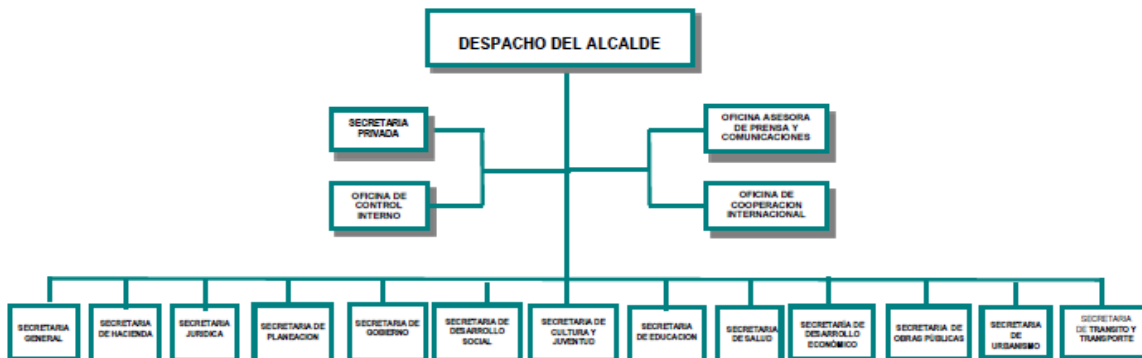 DESPACHO DEL ALCALDE
SECRETARIA
PRIVADA
OFICINA ASESORA
DE PRENSA Y
COMUNICACIONES
OFICINA DE
CONTROL
INTERNO
OFICINA DE
COOPERACION
INTERNACIONAL
SECRETARIA
GENERAL
SECRETARIA
DE HACIENDA
SECRETARIA
JURIDICA
SECRETARIA DE
PLANEACION
SECRETARIA DE
GOBIERNO
SECRETARIA DE
DESARROLLO
SOCIAL
SECRETARIA DE
CULTURA Y
JUVENTUD
SECRETARIA
DE EDUCACION
SECRETARIA
DE SALUD
SECRETARÍA DE
DESARROLLO
ECONÓMICO
SECRETARIA DE
OBRAS PÚBLICAS
SECRETARIA
DE
URBANISMO
SECRETARIA
DE TRANSITO Y
TRANSPORTE